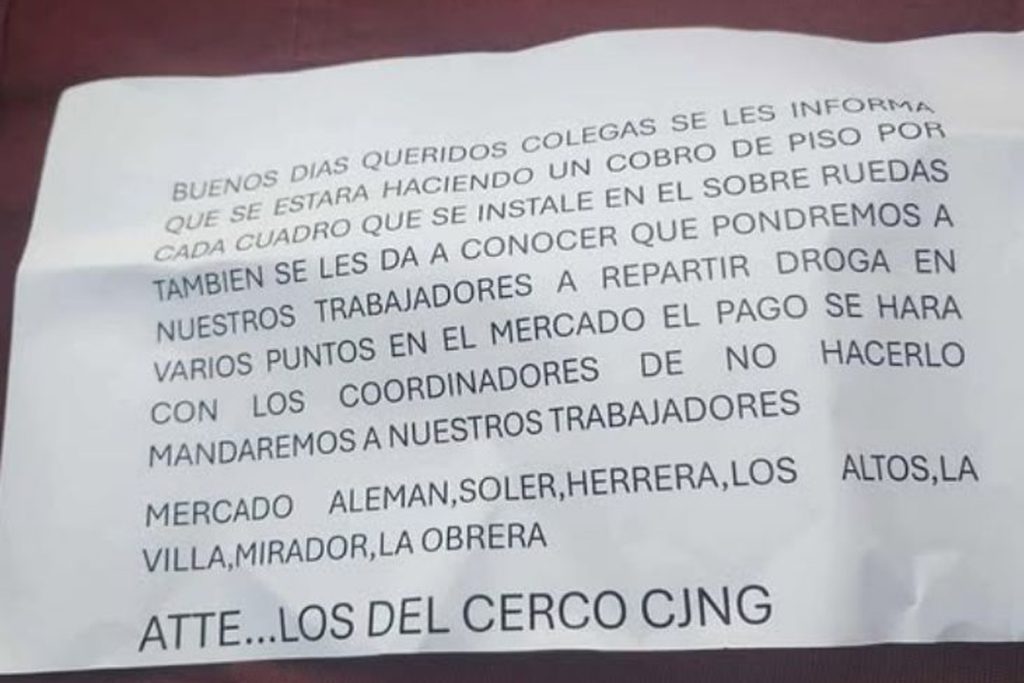 BUENOS DIAS QUERIDOS COLEGAS SE LES INFORMA
QUE SE ESTARA HACIENDO UN COBRO DE PISO POR
CADA CUADRO QUE SE INSTALE EN EL SOBRE RUEDAS
TAMBIEN SE LES DA A CONOCER QUE PONDREMOS A
NUESTROS TRABAJADORES A REPARTIR DROGA EN
VARIOS PUNTOS EN EL MERCADO EL PAGO SE HARA
CON LOS COORDINADORES DE NO HACERLO
MANDAREMOS A NUESTROS TRABAJADORES
MERCADO ALEMAN,SOLER,HERRERA,LOS ALTOS,LA
VILLA,MIRADOR,LA OBRERA
ATTE...LOS DEL CERCO CJNG